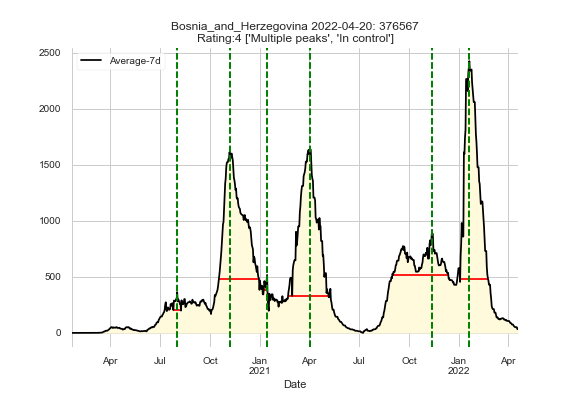 Bosnia_and_Herzegovina 2022-04-20: 376567
Rating:4 ['Multiple peaks', 'In control']
Average-7d
2500
2000
1500
1000
500
0
Apr Jul Oct Jan Apr Jul Oct Jan Apr
2021 2022
Date